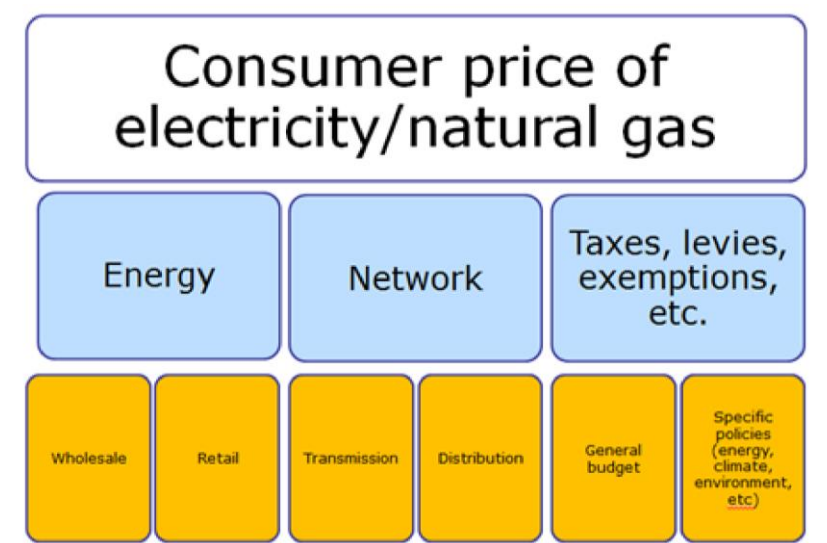 Consumer price of
electricity/natural gas
Energy
Network
Taxes, levies,
exemptions,
etc.
Wholesale
Retail
Transmission
Distribution
General
budget
Specific
policies
(energy,
climate,
environment,
etc)